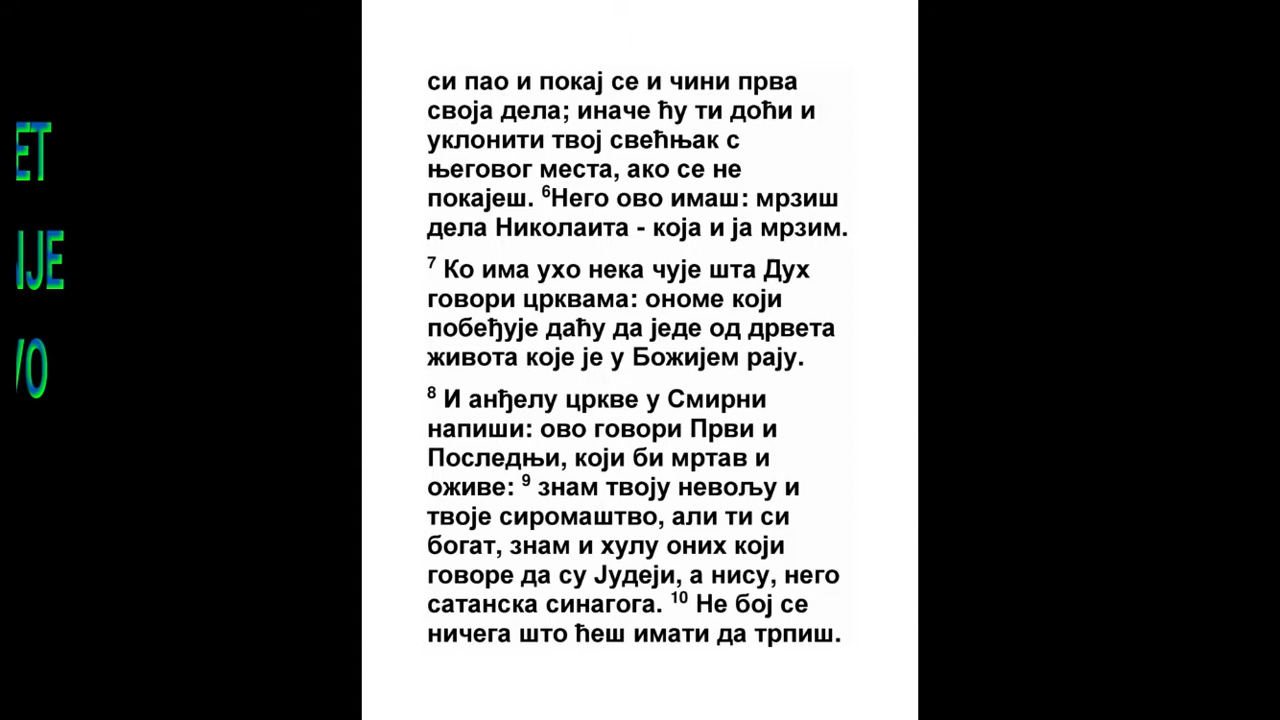 ET
IJE
VO
си пао и покај се и чини прва
своја дела; иначе ћу ти доћи и
уклонити твој свећњак с
његовог места, ако се не
покајеш. ⁶Него ово имаш: мрзиш
дела Николаита - која и ја мрзим.
⁷ Ко има ухо нека чује шта Дух
говори црквама: ономе који
побеђује даћу да једе од дрвета
живота које је у Божијем рају.
⁸ И анђелу цркве у Смирни
напиши: ово говори Први и
Последњи, који би мртав и
оживе: ⁹ знам твоју невољу и
твоје сиромаштво, али ти си
богат, знам и хулу оних који
говоре да су Јудеји, а нису, него
сатанска синагога. ¹⁰ Не бој се
ничега што ћеш имати да трпиш.